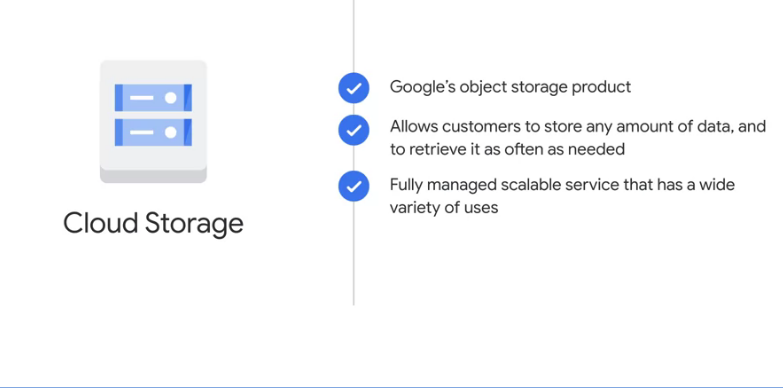 Cloud Storage
Google's object storage product
Allows customers to store any amount of data, and
to retrieve it as often as needed
Fully managed scalable service that has a wide
variety of uses